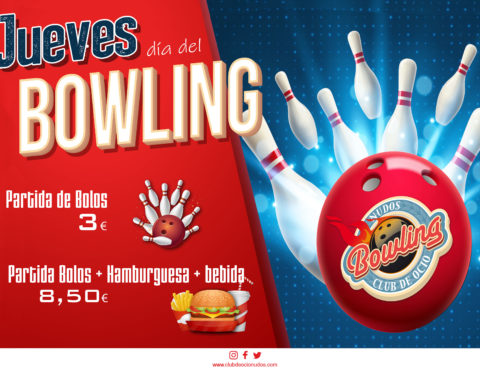 Jueves
día del
BOWLING
Partida de Bolos
3€
Partida Bolos + Hamburguesa + bebida
8,50€
NUDOS
Bowling
CLUB DE OCIO
www.clubdeocionudos.com